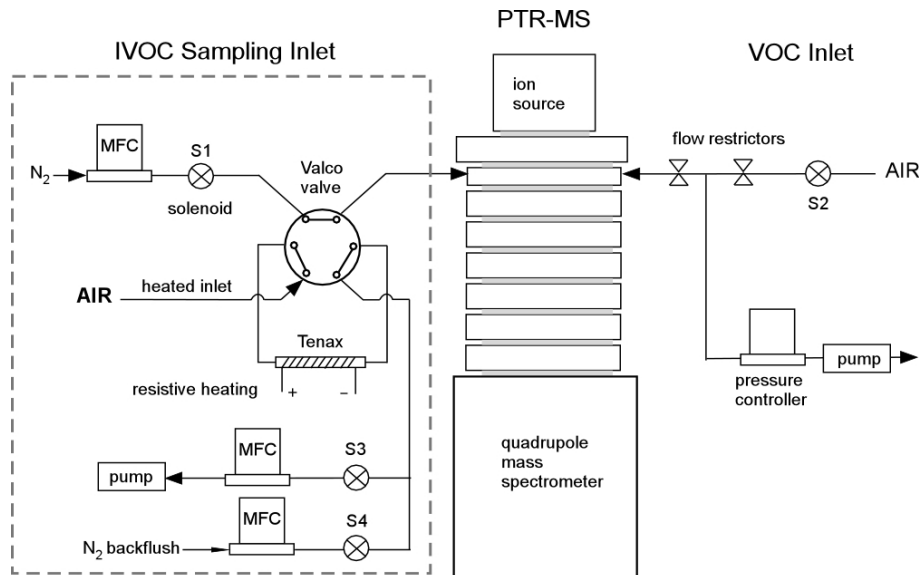 PTR-MS
IVOC Sampling Inlet
VOC Inlet
ion
source
MFC
S1
N₂
solenoid
Valco
valve
flow restrictors
AIR
S2
AIR
heated inlet
Tenax
+ −
resistive heating
pump
pressure
controller
MFC
S3
pump
quadrupole
mass
spectrometer
MFC
S4
N₂ backflush